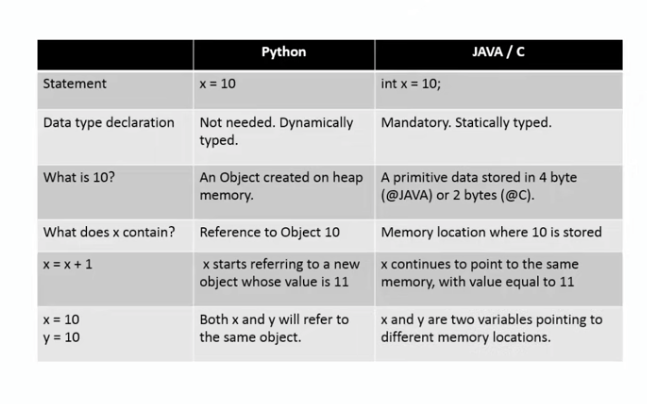 Python JAVA / C
Statement x = 10 int x = 10;
Data type declaration Not needed. Dynamically Mandatory. Statically typed.
typed.
What is 10? An Object created on heap A primitive data stored in 4 byte
memory. (@JAVA) or 2 bytes (@C).
What does x contain? Reference to Object 10 Memory location where 10 is stored
x = x + 1 x starts referring to a new x continues to point to the same
object whose value is 11 memory, with value equal to 11
x = 10 Both x and y will refer to x and y are two variables pointing to
y = 10 the same object. different memory locations.